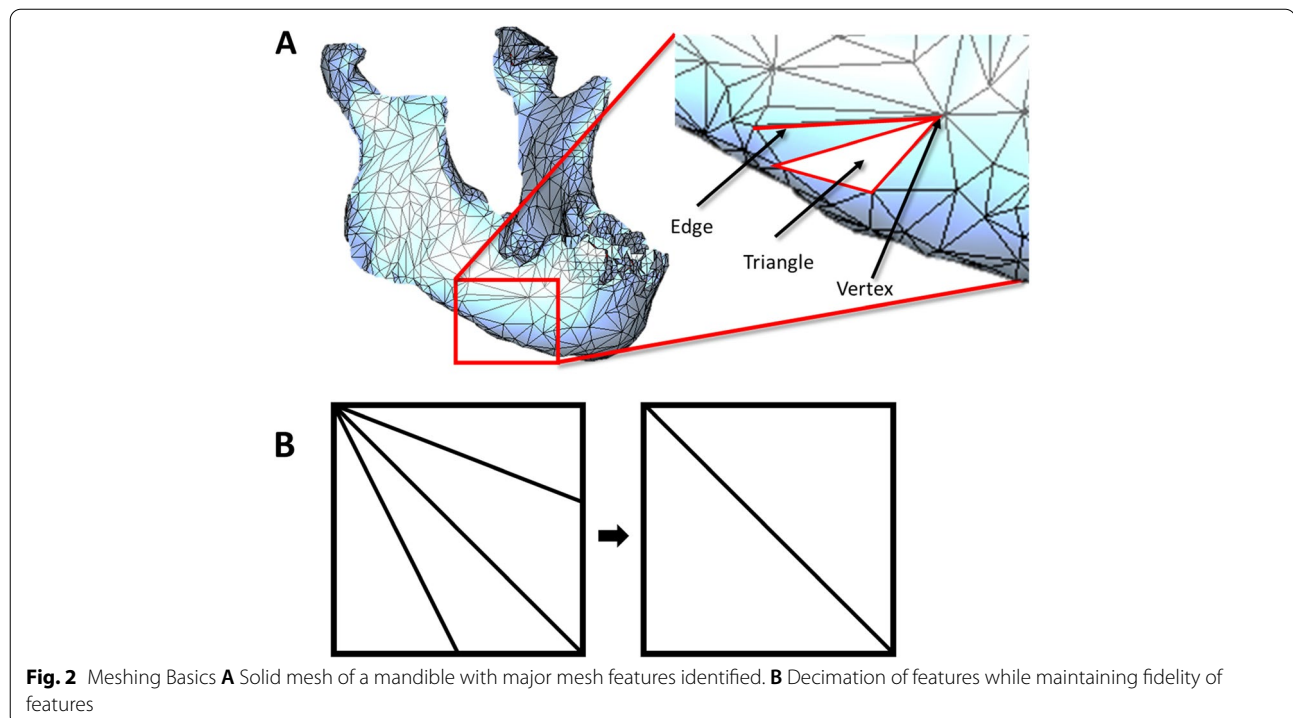 A
Edge
Triangle
Vertex
B
Fig. 2 Meshing Basics A Solid mesh of a mandible with major mesh features identified. B Decimation of features while maintaining fidelity of
features